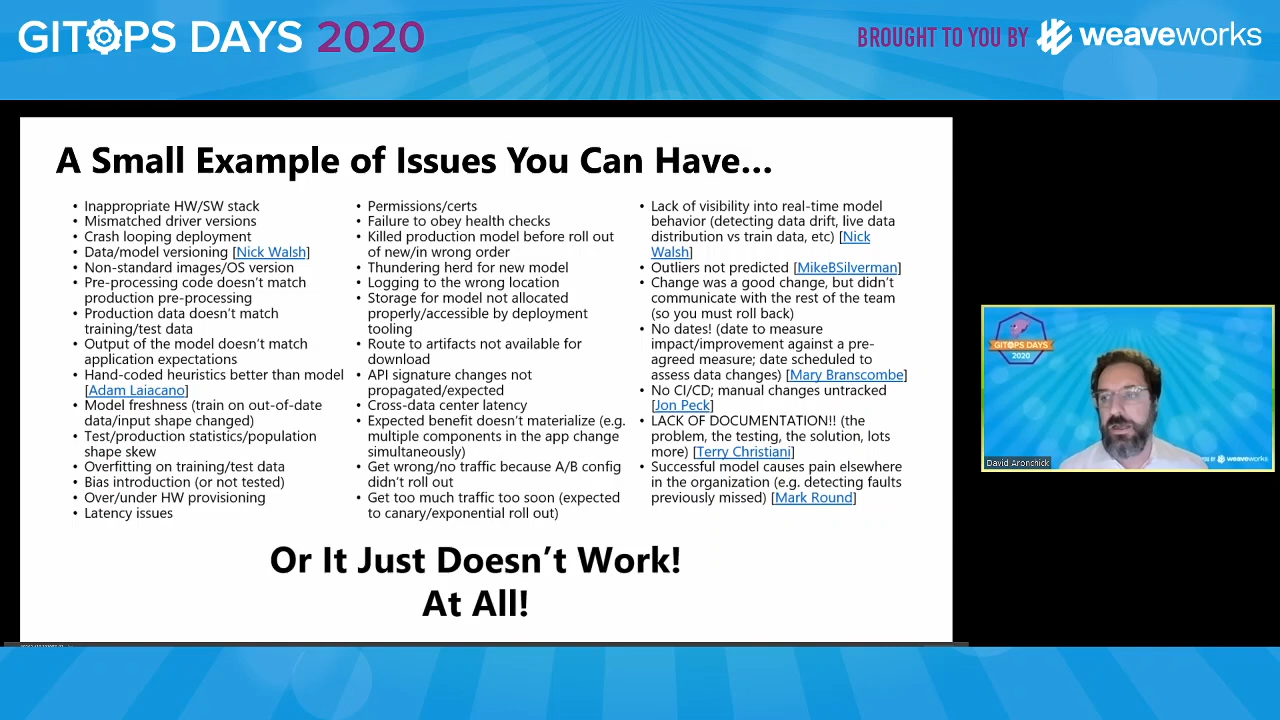 GITOPS DAYS 2020
BROUGHT TO YOU BY weaveworks
A Small Example of Issues You Can Have...
• Inappropriate HW/SW stack
• Mismatched driver versions
• Crash looping deployment
• Data/model versioning [Nick Walsh]
• Non-standard images/OS version
• Pre-processing code doesn't match
production pre-processing
• Production data doesn't match
training/test data
• Output of the model doesn't match
application expectations
• Hand-coded heuristics better than model
[Adam Laiacano]
• Model freshness (train on out-of-date
data/input shape changed)
• Test/production statistics/population
shape skew
• Overfitting on training/test data
• Bias introduction (or not tested)
• Over/under HW provisioning
• Latency issues
• Permissions/certs
• Failure to obey health checks
• Killed production model before roll out
of new/in wrong order
• Thundering herd for new model
• Logging to the wrong location
• Storage for model not allocated
properly/accessible by deployment
tooling
• Route to artifacts not available for
download
• API signature changes not
propagated/expected
• Cross-data center latency
• Expected benefit doesn't materialize (e.g.
multiple components in the app change
simultaneously)
• Get wrong/no traffic because A/B config
didn't roll out
• Get too much traffic too soon (expected
to canary/exponential roll out)
• Lack of visibility into real-time model
behavior (detecting data drift, live data
distribution vs train data, etc) [Nick
Walsh]
• Outliers not predicted [MikeBSilverman]
• Change was a good change, but didn't
communicate with the rest of the team
(so you must roll back)
• No dates! (date to measure
impact/improvement against a pre-
agreed measure; date scheduled to
assess data changes) [Mary Branscombe]
• No CI/CD; manual changes untracked
[Jon Peck]
• LACK OF DOCUMENTATION!! (the
problem, the testing, the solution, lots
more) [Terry Christiani]
• Successful model causes pain elsewhere
in the organization (e.g. detecting faults
previously missed) [Mark Round]
Or It Just Doesn't Work!
At All!
GITOPS DAYS
2020
BY weaveworks
David Aronchick